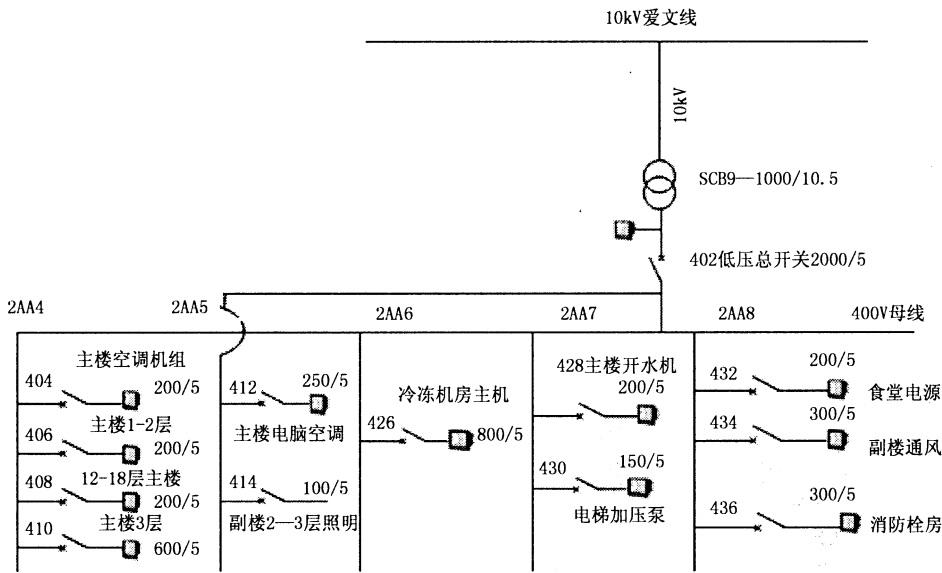 10kV爱文线
10kV
SCB9—1000/10.5
402低压总开关2000/5
2AA4
2AA5
2AA6
2AA7
2AA8
400V母线
主楼空调机组
404
200/5
主楼1-2层
406
200/5
12-18层主楼
408
200/5
主楼3层
410
600/5
412
250/5
主楼电脑空调
414
100/5
副楼2—3层照明
冷冻机房主机
426
800/5
428主楼开水机
200/5
430
150/5
电梯加压泵
432
200/5
食堂电源
434
300/5
副楼通风
436
300/5
消防栓房